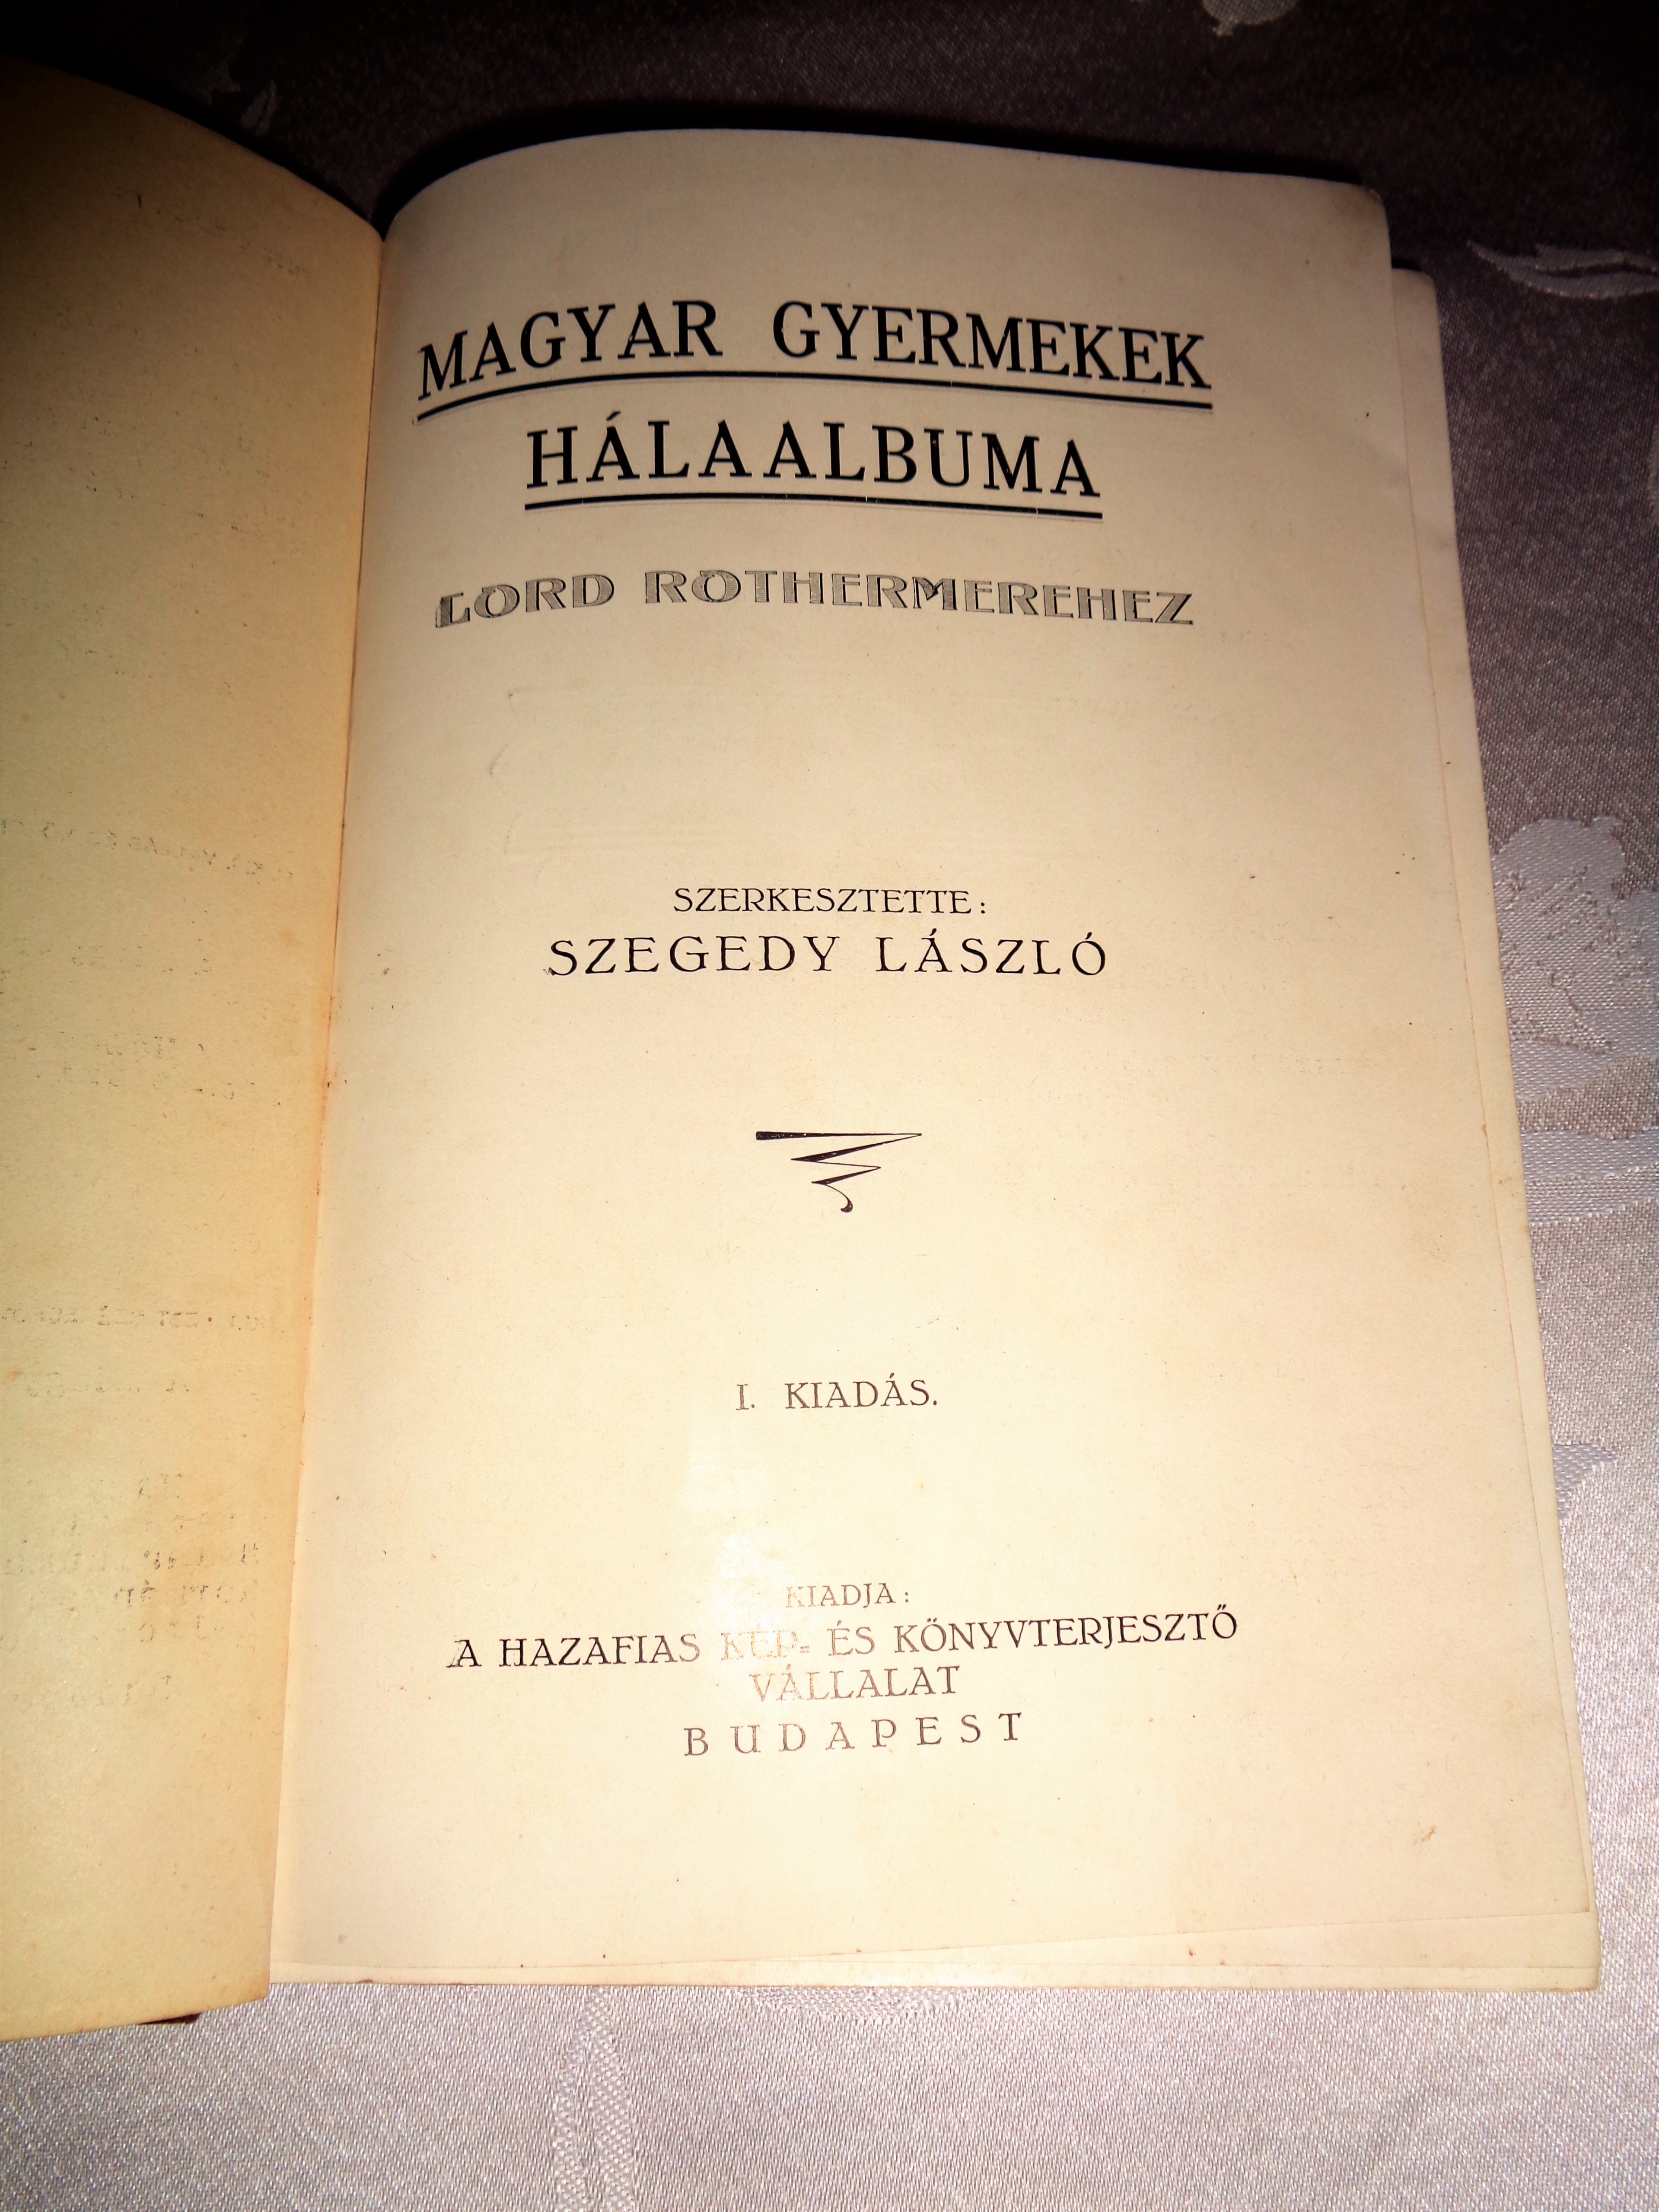 MAGYAR GYERMEKEK
HÁLAALBUMA
LORD ROTHERMEREHEZ
SZERKESZTETTE:
SZEGEDY LÁSZLÓ
I. KIADÁS.
KIADJA:
A HAZAFIAS KÉP- ÉS KÖNYVTERJESZTŐ
VÁLLALAT
BUDAPEST